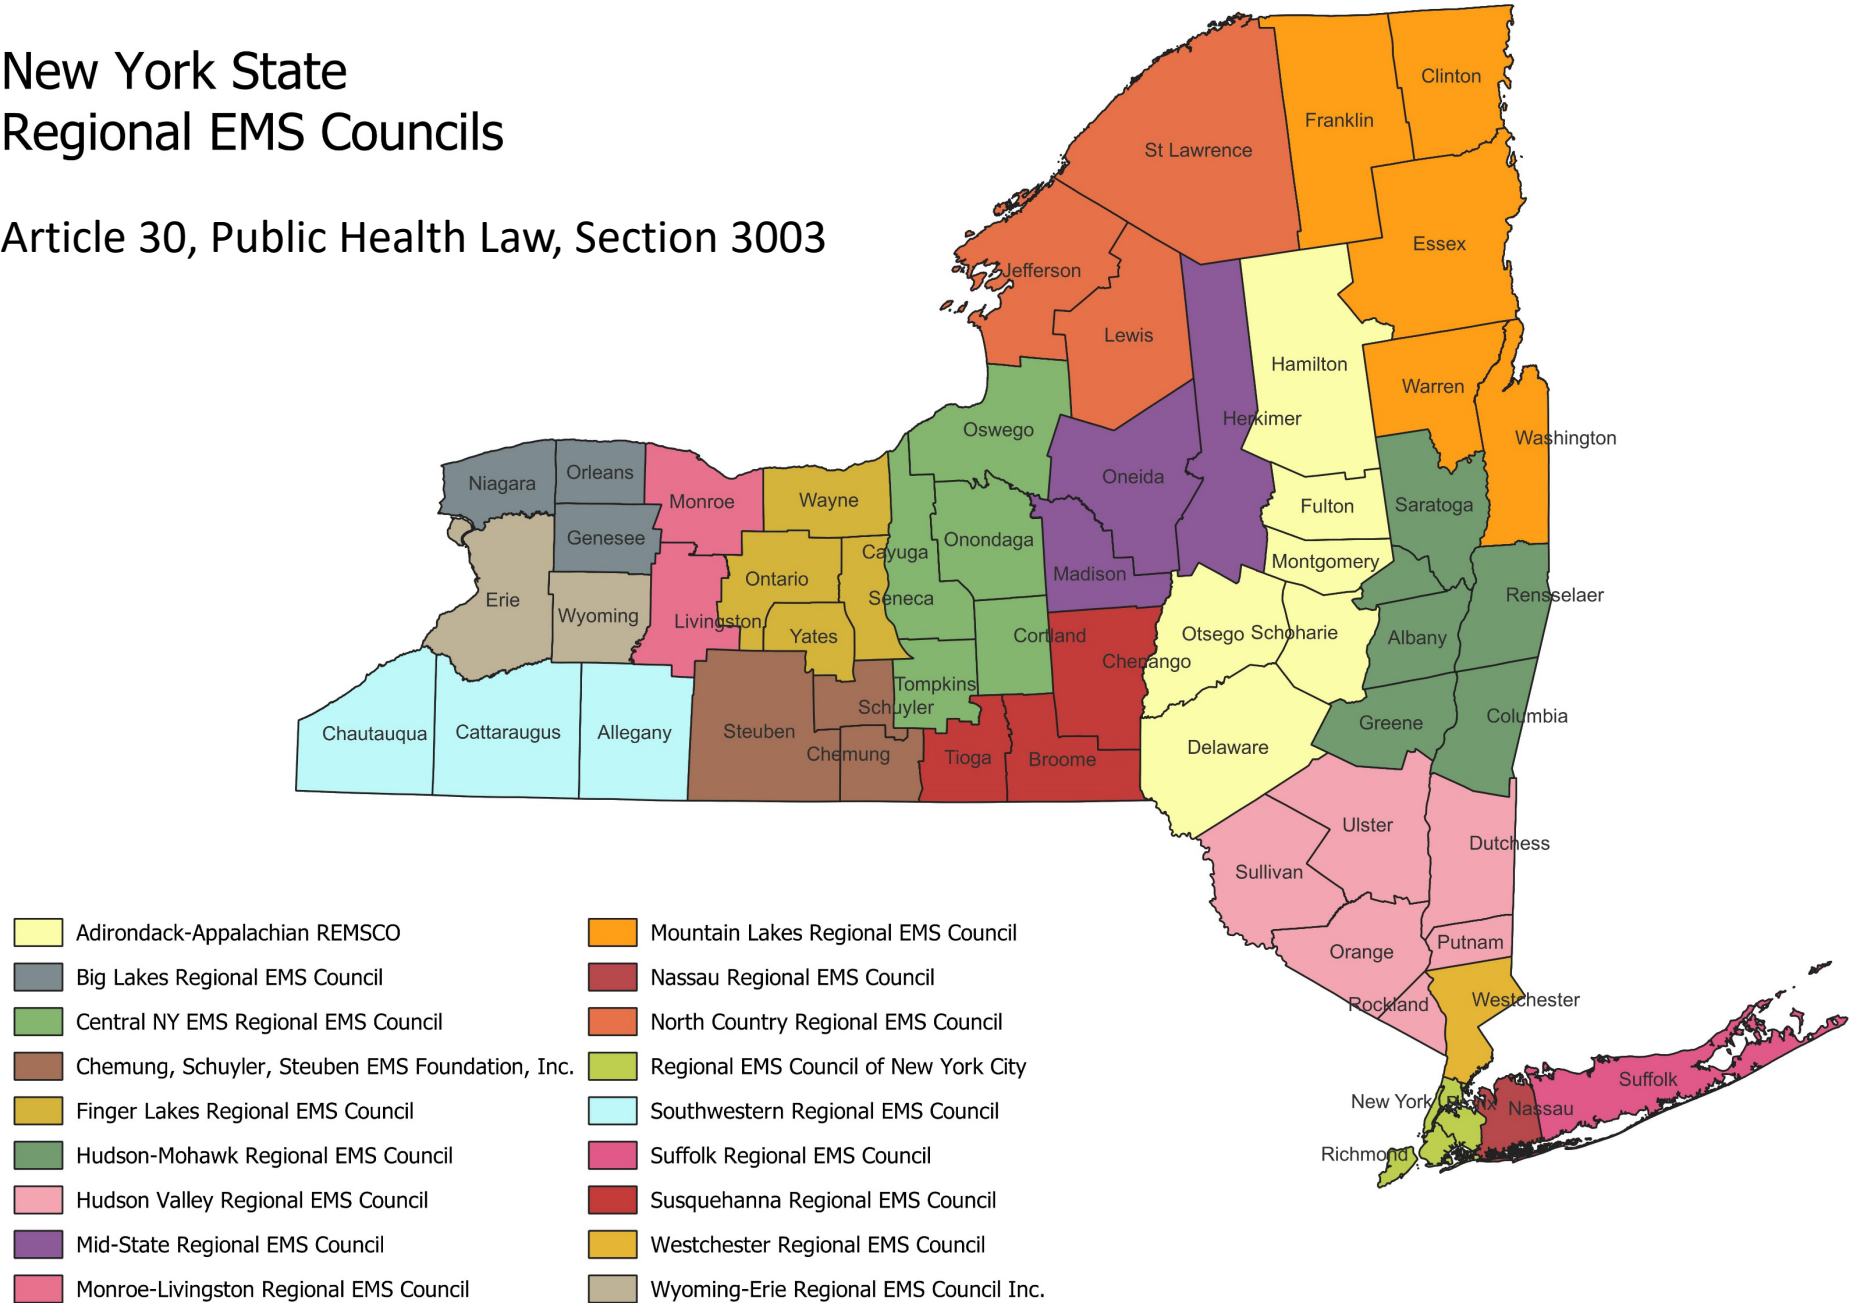 New York State
Regional EMS Councils
Article 30, Public Health Law, Section 3003
Clinton
Franklin
St Lawrence
Essex
Jefferson
Lewis
Hamilton
Warren
Herkimer
Oswego
Washington
Oneida
Orleans
Niagara
Monroe
Wayne
Saratoga
Fulton
Genesee
Onondaga
Cayuga
Montgomery
Madison
Ontario
Rensselaer
Erie
Seneca
Wyoming
Livingston
Yates
Cortland
Otsego
Schoharie
Albany
Chenango
Tompkins
Schuyler
Columbia
Greene
Chautauqua
Cattaraugus
Allegany
Steuben
Chemung
Tioga
Broome
Delaware
Ulster
Dutchess
Sullivan
Putnam
Orange
Rockland
Westchester
Suffolk
New York
Bronx
Nassau
Richmond
Adirondack-Appalachian REMSCO
Big Lakes Regional EMS Council
Central NY EMS Regional EMS Council
Chemung, Schuyler, Steuben EMS Foundation, Inc.
Finger Lakes Regional EMS Council
Hudson-Mohawk Regional EMS Council
Hudson Valley Regional EMS Council
Mid-State Regional EMS Council
Monroe-Livingston Regional EMS Council
Mountain Lakes Regional EMS Council
Nassau Regional EMS Council
North Country Regional EMS Council
Regional EMS Council of New York City
Southwestern Regional EMS Council
Suffolk Regional EMS Council
Susquehanna Regional EMS Council
Westchester Regional EMS Council
Wyoming-Erie Regional EMS Council Inc.